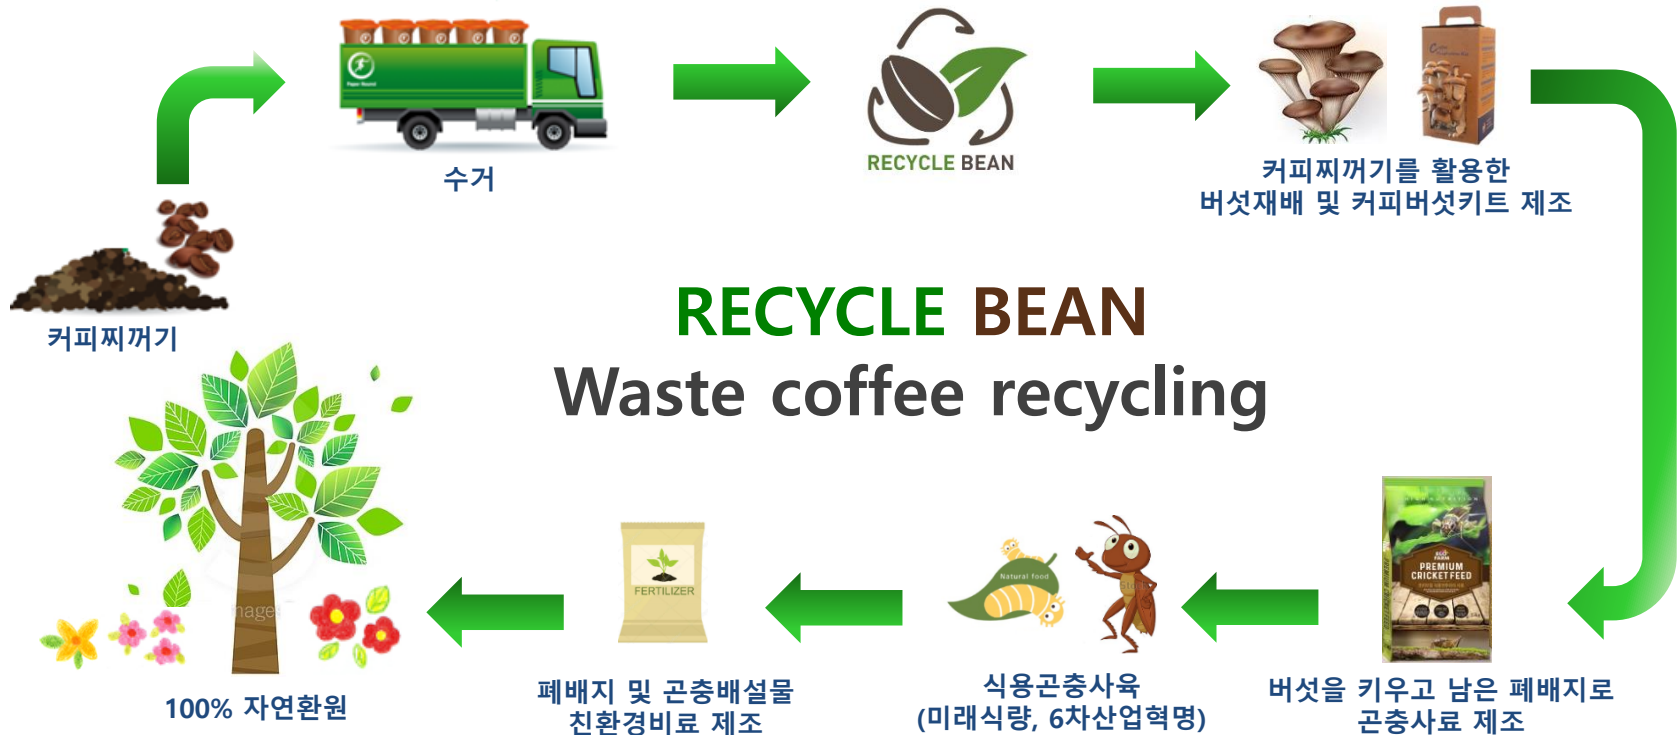 수거
RECYCLE BEAN
커피찌꺼기를 활용한
버섯재배 및 커피버섯키트 제조
커피찌꺼기
RECYCLE BEAN
Waste coffee recycling
PREMIUM
CRICKET FEED
버섯을 키우고 남은 폐배지로
곤충사료 제조
Natural food
식용곤충사육
(미래식량, 6차산업혁명)
FERTILIZER
폐배지 및 곤충배설물
친환경비료 제조
100% 자연환원